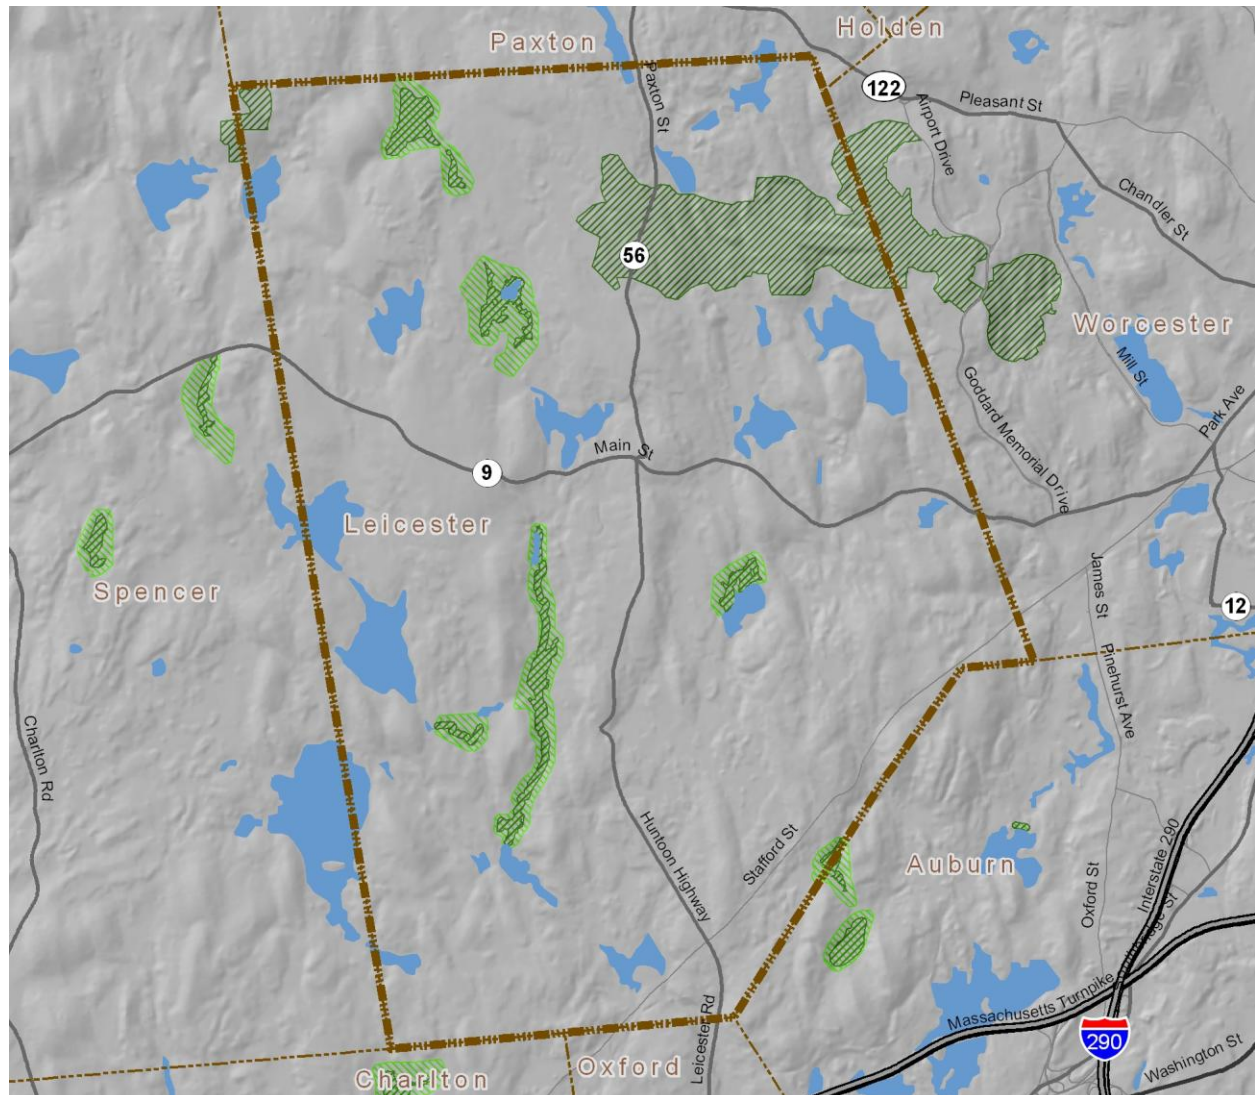 Holden
Paxton
122
Pleasant St
Paxton St
Airport Drive
Chandler St
56
Worcester
Mill St
Goddard Memorial Drive
Park Ave
Main St
9
Leicester
James St
Spencer
12
Pinehurst Ave
Charlton Rd
Huntoon Highway
Stafford St
Auburn
Interstate 290
Oxford St
Massachusetts Turnpike
Leicester Rd
290
Washington St
Oxford
Charlton